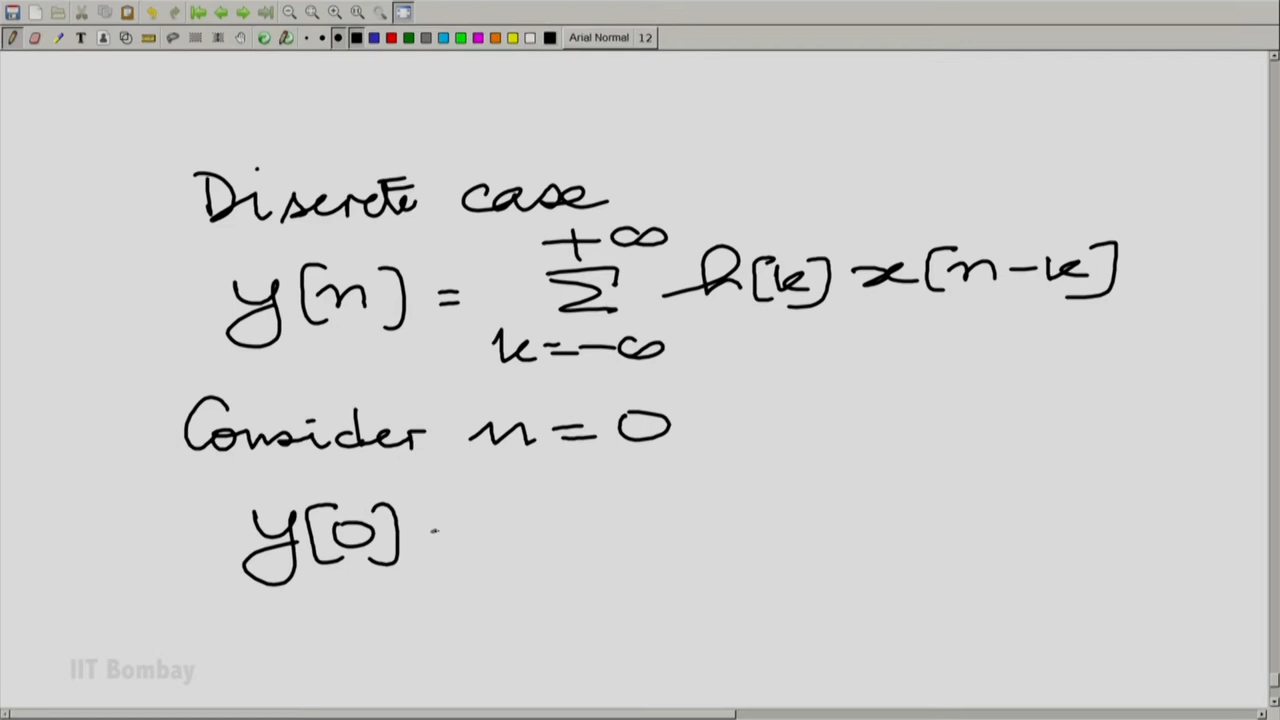 Arial Normal 12
Discrete case
y[n] = +∞ Σ k=-∞ h[k] x[n-k]
Consider n=0
y[0]
IIT Bombay